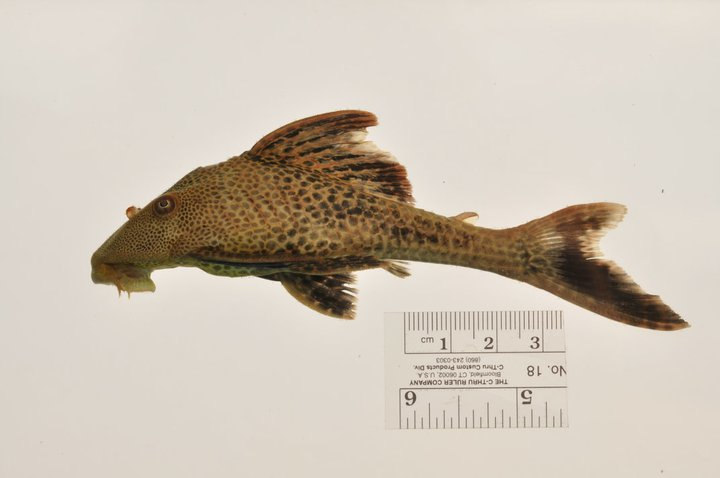 cm 1 2 3
No. 18
THE C-THRU RULER COMPANY
Bloomfield, CT 06002, U.S.A.
C-Thru Custom Products Div.
(860) 243-0303
5 6